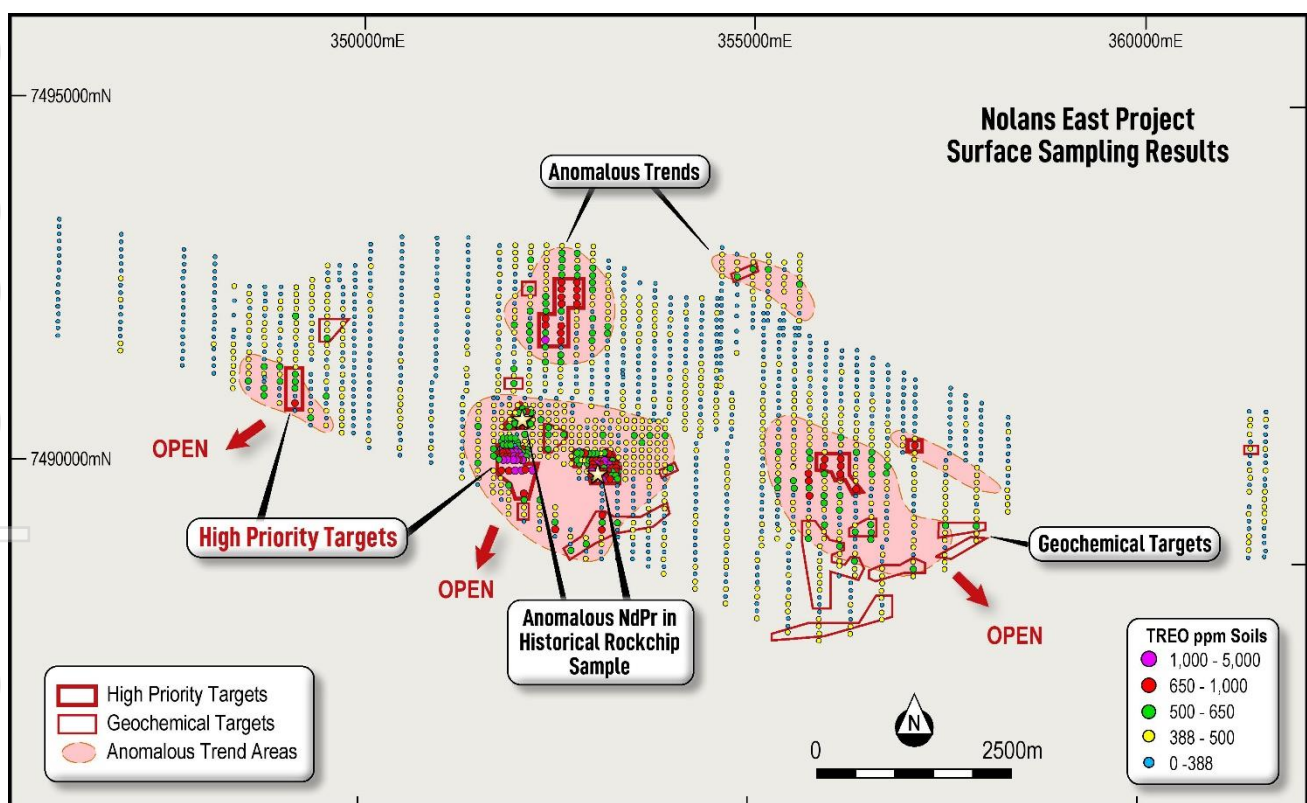 350000mE
355000mE
360000mE
7495000mN
Nolans East Project
Surface Sampling Results
Anomalous Trends
OPEN
7490000mN
High Priority Targets
Geochemical Targets
OPEN
Anomalous NdPr in
Historical Rockchip
Sample
OPEN
TREO ppm Soils
1,000 - 5,000
650 - 1,000
500 - 650
388 - 500
0 -388
High Priority Targets
Geochemical Targets
Anomalous Trend Areas
N
0
2500m